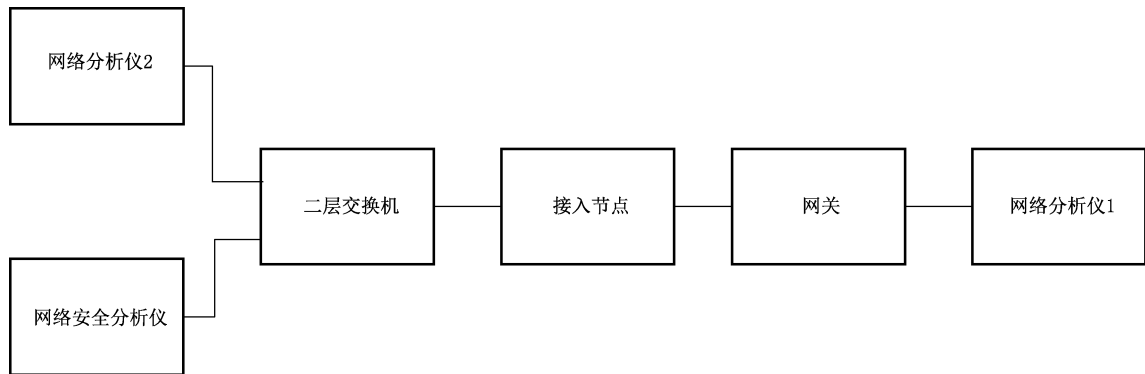 网络分析仪2
二层交换机
接入节点
网关
网络分析仪1
网络安全分析仪